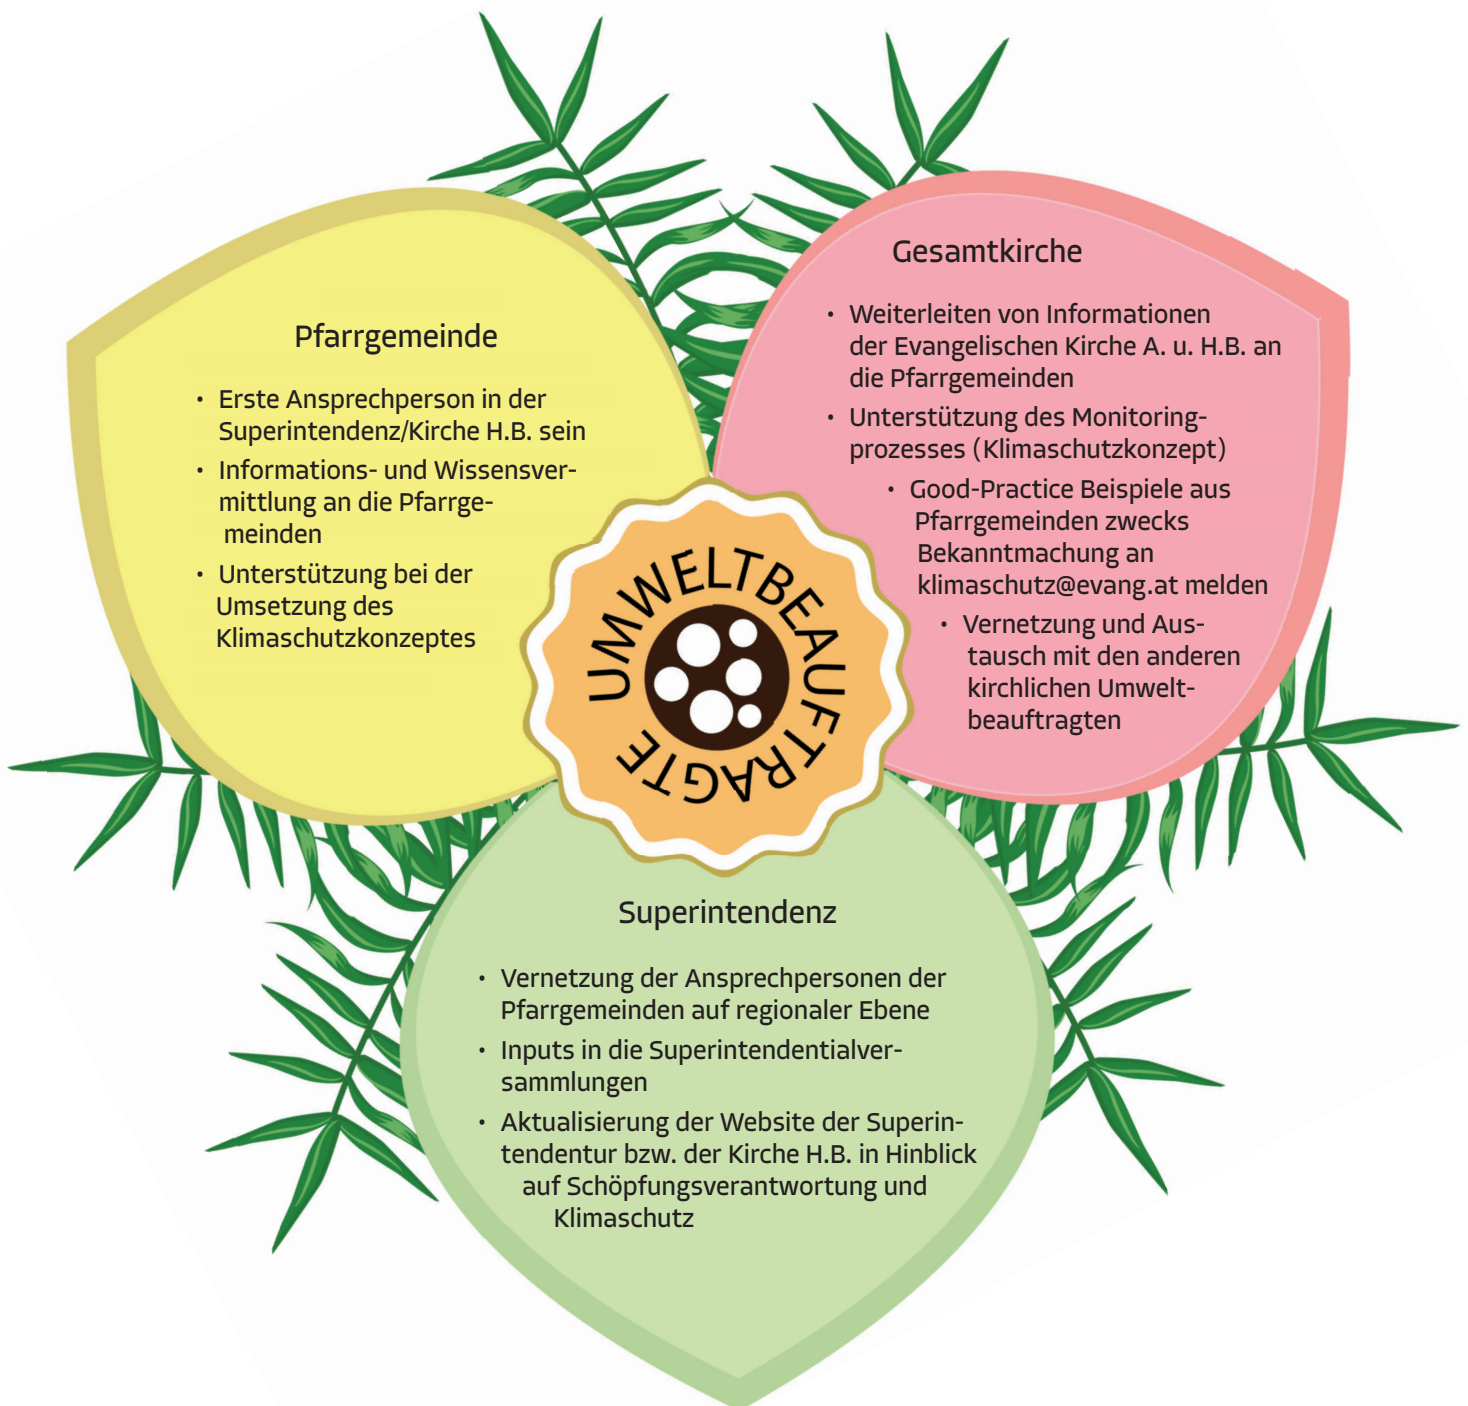 Pfarrgemeinde
• Erste Ansprechperson in der
Superintendenz/Kirche H.B. sein
• Informations- und Wissensver-
mittlung an die Pfarrge-
meinden
• Unterstützung bei der
Umsetzung des
Klimaschutzkonzeptes
Gesamtkirche
• Weiterleiten von Informationen
der Evangelischen Kirche A. u. H.B. an
die Pfarrgemeinden
• Unterstützung des Monitoring-
prozesses (Klimaschutzkonzept)
• Good-Practice Beispiele aus
Pfarrgemeinden zwecks
Bekanntmachung an
klimaschutz@evang.at melden
• Vernetzung und Aus-
tausch mit den anderen
kirchlichen Umwelt-
beauftragten
UMWELTBEAUFTRAGTE
Superintendenz
• Vernetzung der Ansprechpersonen der
Pfarrgemeinden auf regionaler Ebene
• Inputs in die Superintendentialver-
sammlungen
• Aktualisierung der Website der Superin-
tendentur bzw. der Kirche H.B. in Hinblick
auf Schöpfungsverantwortung und
Klimaschutz